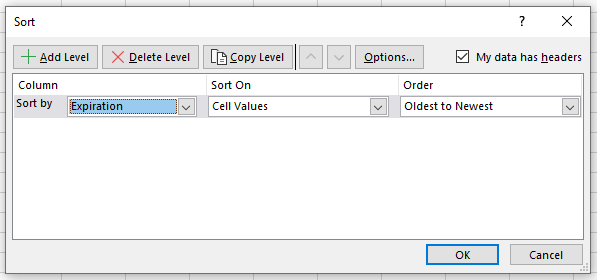 Sort
? 
Add Level Delete Level Copy Level Options... My data has headers
Column Sort On Order
Sort by Expiration Cell Values Oldest to Newest
OK Cancel